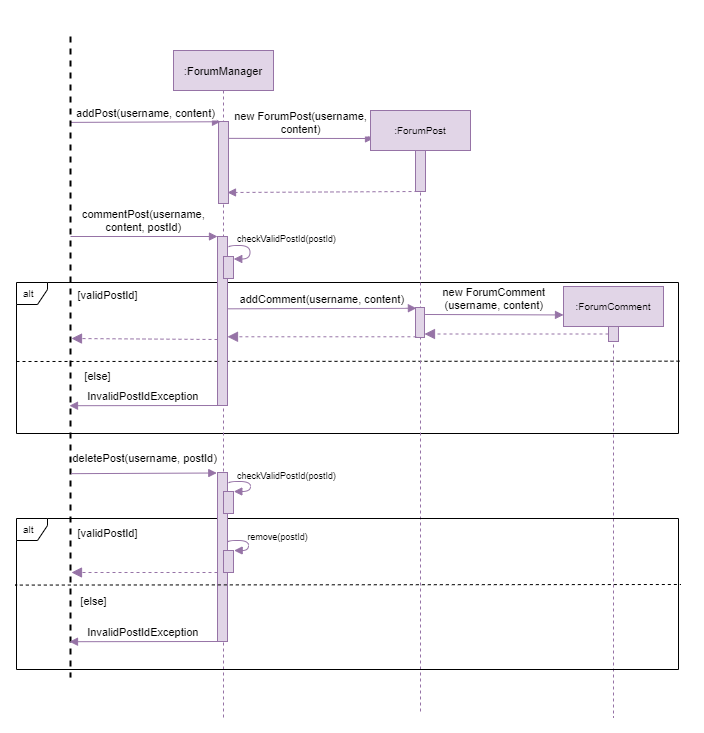 :ForumManager
addPost(username, content)
new ForumPost(username,
content)
:ForumPost
commentPost(username,
content, postId)
checkValidPostId(postId)
alt
[validPostId]
addComment(username, content)
new ForumComment
(username, content)
:ForumComment
[else]
InvalidPostIdException
deletePost(username, postId)
checkValidPostId(postId)
alt
[validPostId]
remove(postId)
[else]
InvalidPostIdException